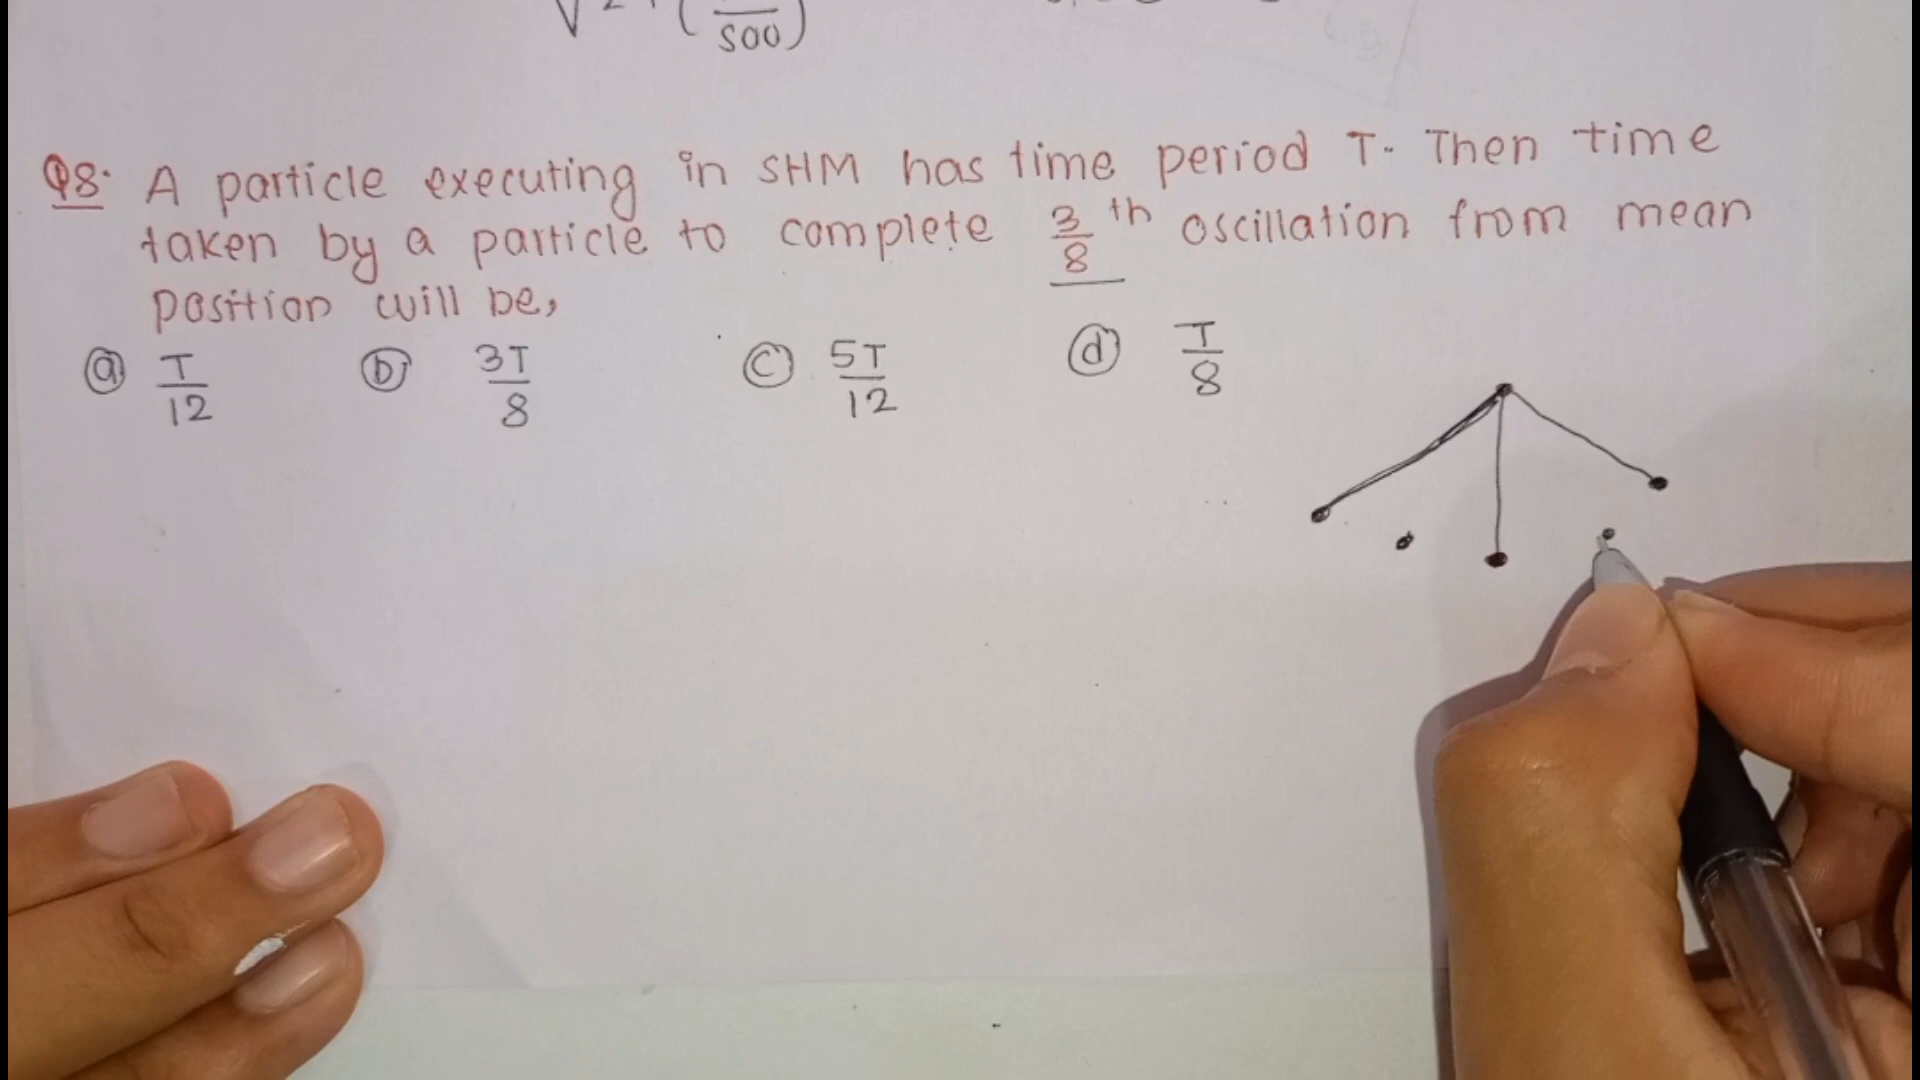 500
Q8. A particle executing in SHM has time period T. Then time
taken by a particle to complete 3/8 th oscillation from mean
position will be,
(a) T/12 (b) 3T/8 (c) 5T/12 (d) T/8